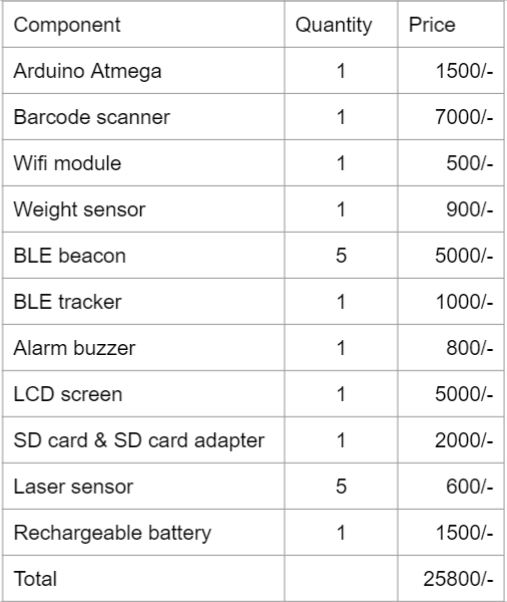 Component Quantity Price
Arduino Atmega 1 1500/-
Barcode scanner 1 7000/-
Wifi module 1 500/-
Weight sensor 1 900/-
BLE beacon 5 5000/-
BLE tracker 1 1000/-
Alarm buzzer 1 800/-
LCD screen 1 5000/-
SD card & SD card adapter 1 2000/-
Laser sensor 5 600/-
Rechargeable battery 1 1500/-
Total 25800/-